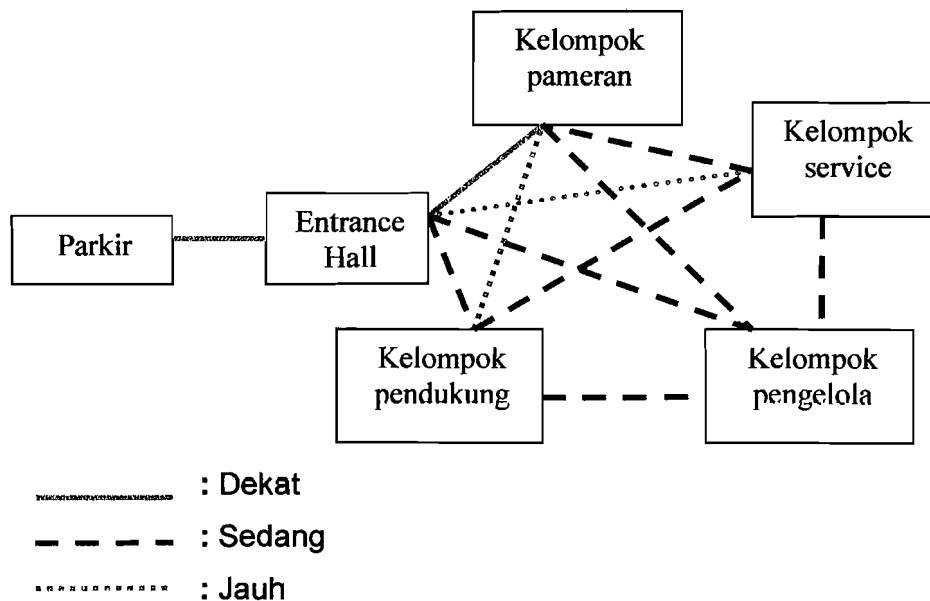 Kelompok
pameran
Kelompok
service
Parkir
Entrance
Hall
Kelompok
pendukung
Kelompok
pengelola
: Dekat
: Sedang
: Jauh